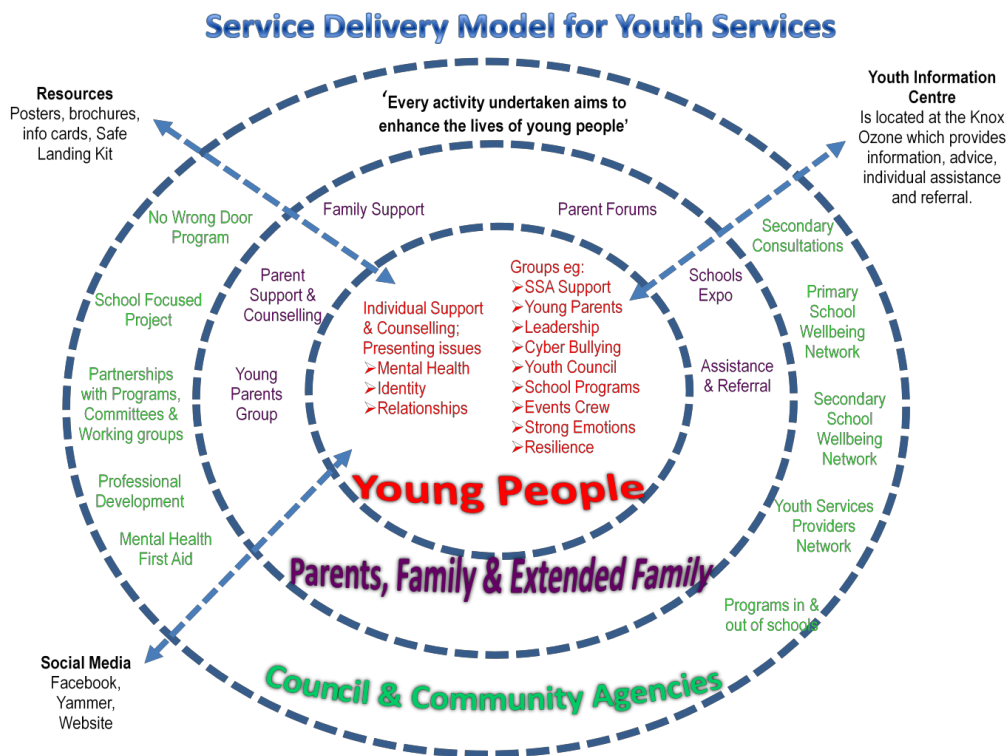 Service Delivery Model for Youth Services
Resources
Posters, brochures,
info cards, Safe
Landing Kit
‘Every activity undertaken aims to
enhance the lives of young people’
Youth Information
Centre
Is located at the Knox
Ozone which provides
information, advice,
individual assistance
and referral.
No Wrong Door
Program
Family Support
Parent Forums
Secondary
Consultations
School Focused
Project
Parent
Support &
Counselling
Individual Support
& Counselling;
Presenting issues
➢Mental Health
➢Identity
➢Relationships
Groups eg:
➢SSA Support
➢Young Parents
➢Leadership
➢Cyber Bullying
➢Youth Council
➢School Programs
➢Events Crew
➢Strong Emotions
➢Resilience
Schools
Expo
Primary
School
Wellbeing
Network
Partnerships
with Programs,
Committees &
Working groups
Young
Parents
Group
Assistance
& Referral
Secondary
School
Wellbeing
Network
Professional
Development
Young People
Youth Services
Providers
Network
Mental Health
First Aid
Parents, Family & Extended Family
Programs in &
out of schools
Social Media
Facebook,
Yammer,
Website
Council & Community Agencies